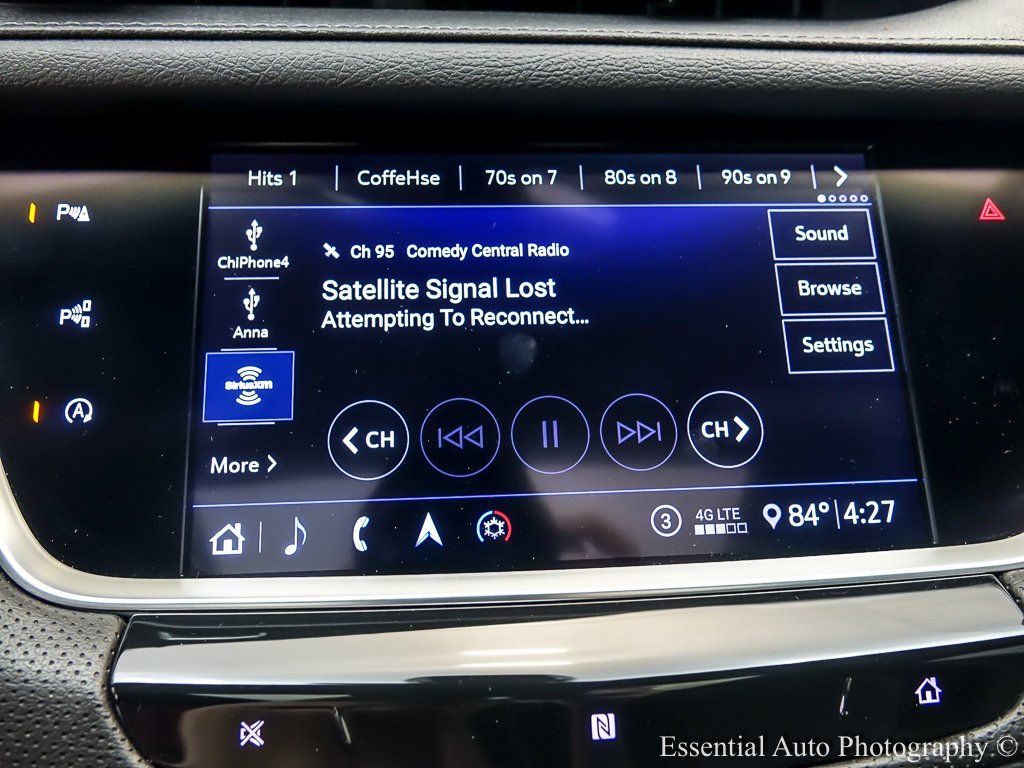 Hits 1 CoffeHse 70s on 7 80s on 8 90s on 9
ChiPhone4
Ch 95 Comedy Central Radio
Sound
Satellite Signal Lost
Browse
Anna
Attempting To Reconnect...
Settings
SiriusXM
CH CH
More
3 4G LTE 84° 4:27
P
P
A
N
Essential Auto Photography ©